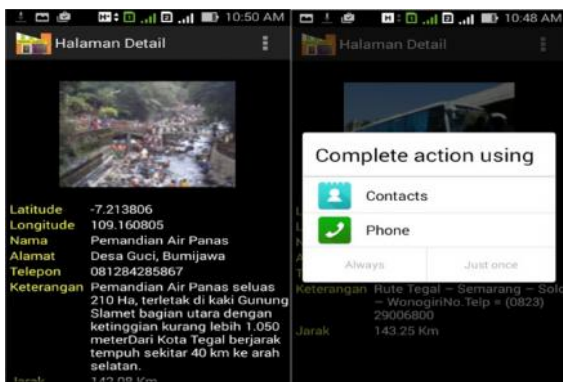 10:50 AM
Halaman Detail
Latitude -7.213806
Longitude 109.160805
Nama Pemandian Air Panas
Alamat Desa Guci, Bumijawa
Telepon 081284285867
Keterangan Pemandian Air Panas seluas
210 Ha, terletak di kaki Gunung
Slamet bagian utara dengan
ketinggian kurang lebih 1.050
meterDari Kota Tegal berjarak
tempuh sekitar 40 km ke arah
selatan.
Jarak 142.98 Km
10:48 AM
Halaman Detail
Complete action using
Contacts
Phone
Always Just once
Keterangan Rute Tegal – Semarang – Solo
– WonogiriNo.Telp = (0823)
29006800
Jarak 143.25 Km